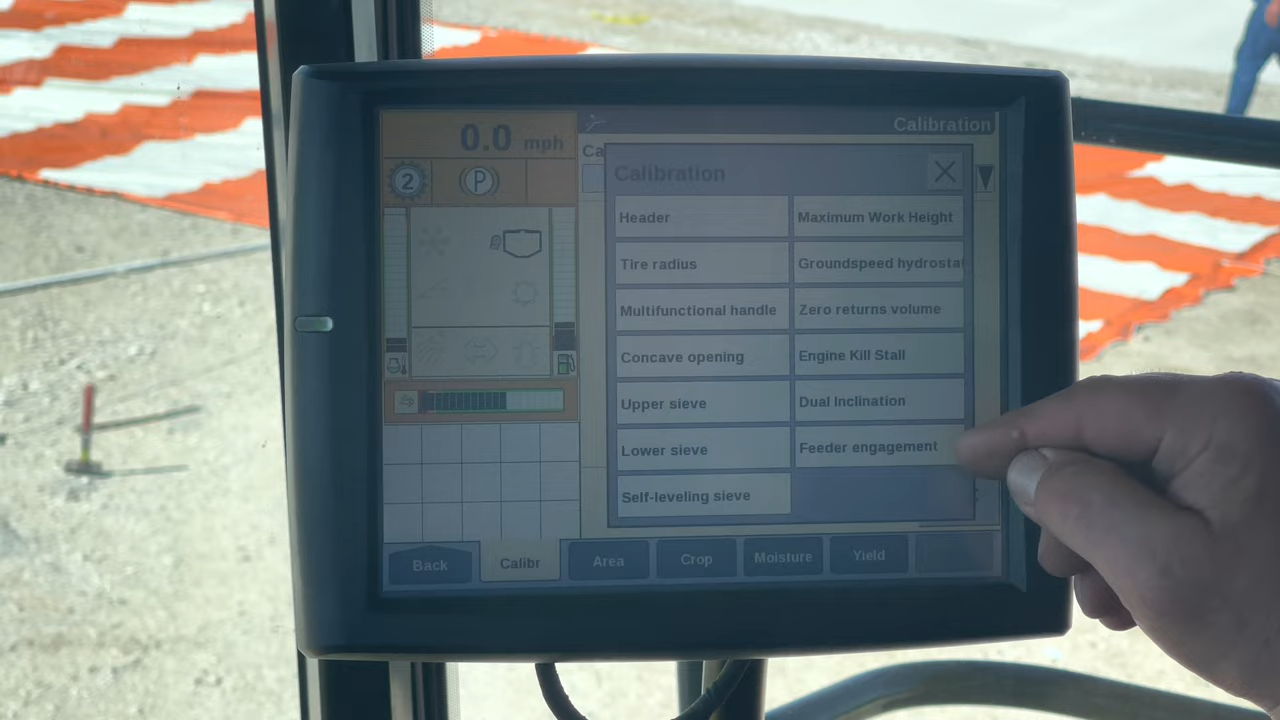 0.0 mph
2
P
Calibration
Ca
Calibration
Header
Maximum Work Height
Tire radius
Groundspeed hydrosta
Multifunctional handle
Zero returns volume
Concave opening
Engine Kill Stall
Upper sieve
Dual Inclination
Lower sieve
Feeder engagement
Self-leveling sieve
Back
Calibr
Area
Crop
Moisture
Yield